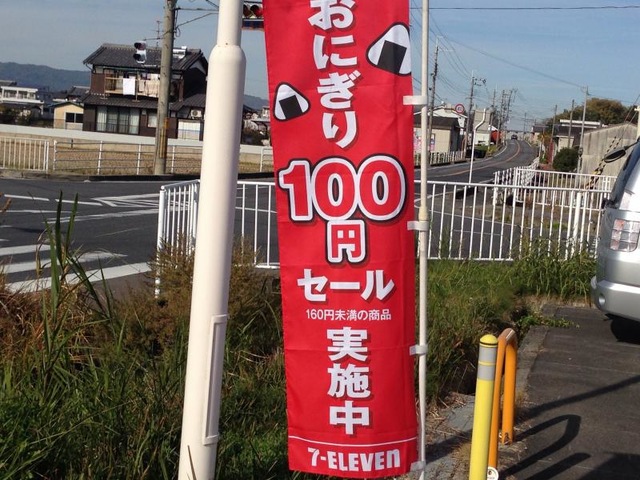 おにぎり
100
円
セール
160円未満の商品
実施中
7-ELEVEn